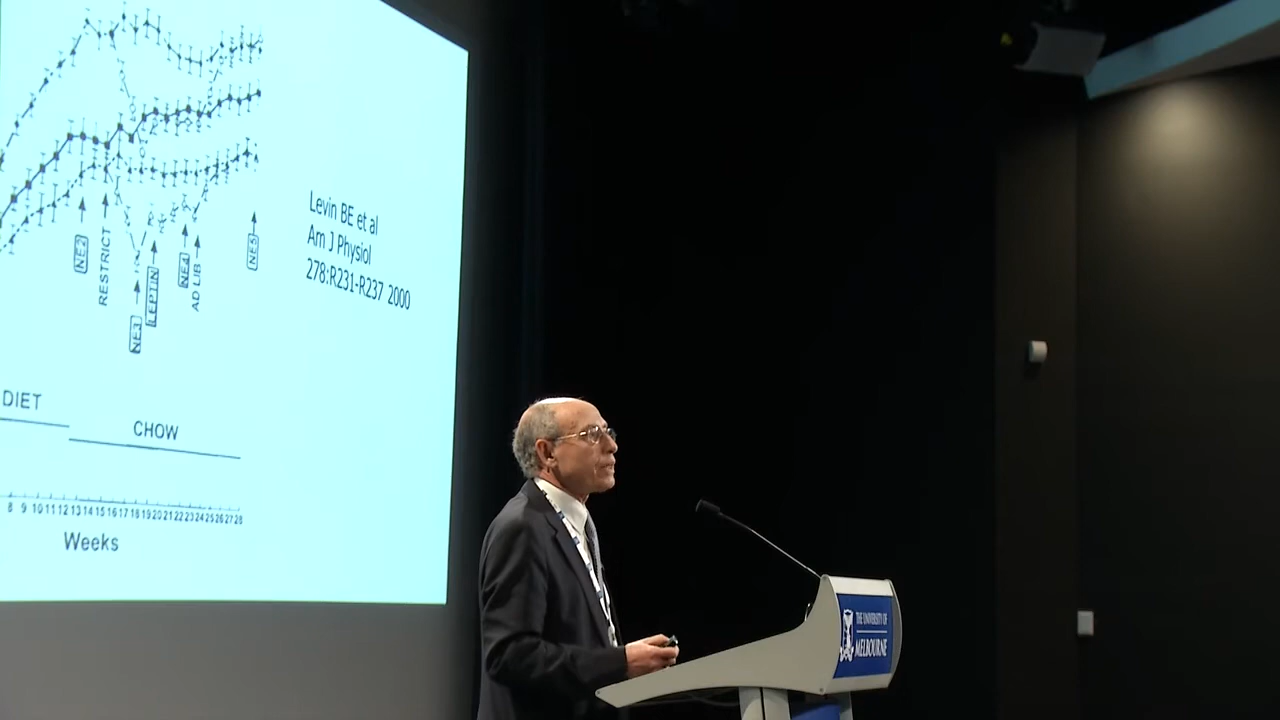 NE2
RESTRICT
NE3
LEPTIN
NE4
AD LIB
NE5
Levin BE et al
Am J Physiol
278:R231-R237 2000
DIET
CHOW
8 9 10 11 12 13 14 15 16 17 18 19 20 21 22 23 24 25 26 27 28
Weeks
THE UNIVERSITY OF
MELBOURNE